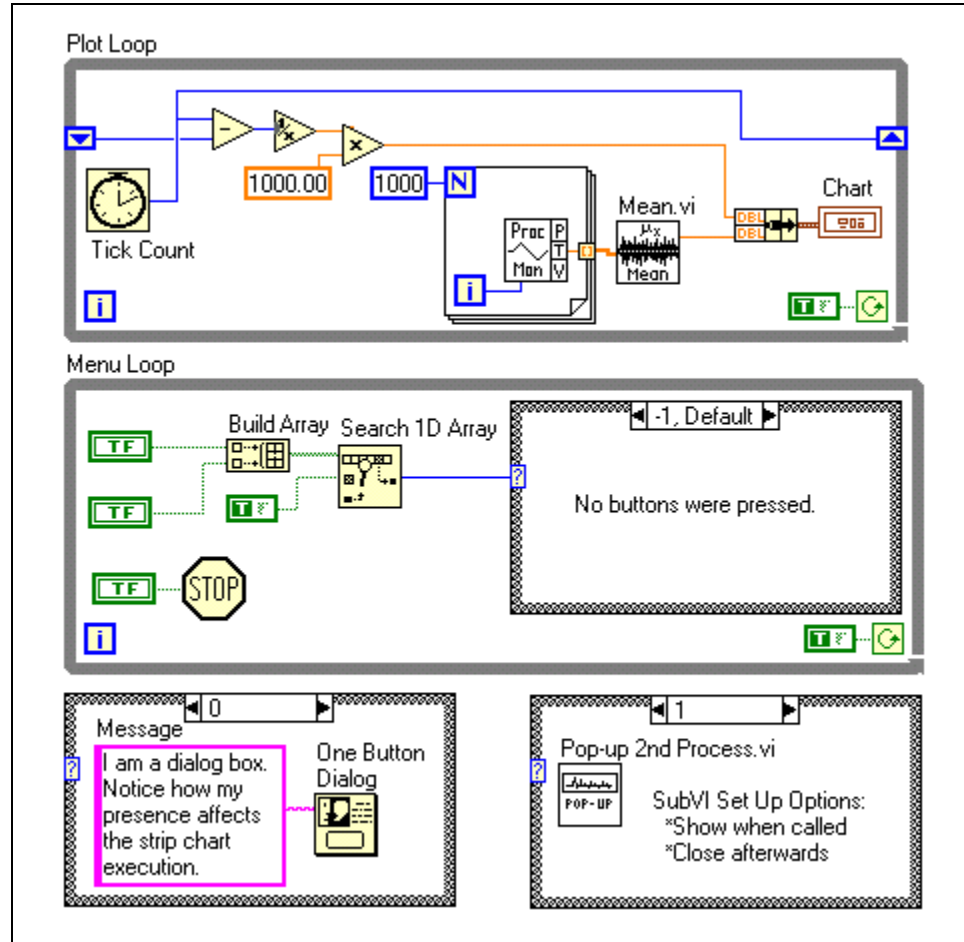 Plot Loop
1000.00
1000
N
Tick Count
Proc P
T
Mon V
i
Mean.vi
μx
Mean
DBL
DBL
Chart
i
T
Menu Loop
TF
TF
TF
Build Array
Search 1D Array
T
STOP
-1, Default
?
No buttons were pressed.
i
T
0
?
Message
I am a dialog box.
Notice how my
presence affects
the strip chart
execution.
One Button
Dialog
1
?
Pop-up 2nd Process.vi
POP-UP
SubVI Set Up Options:
*Show when called
*Close afterwards